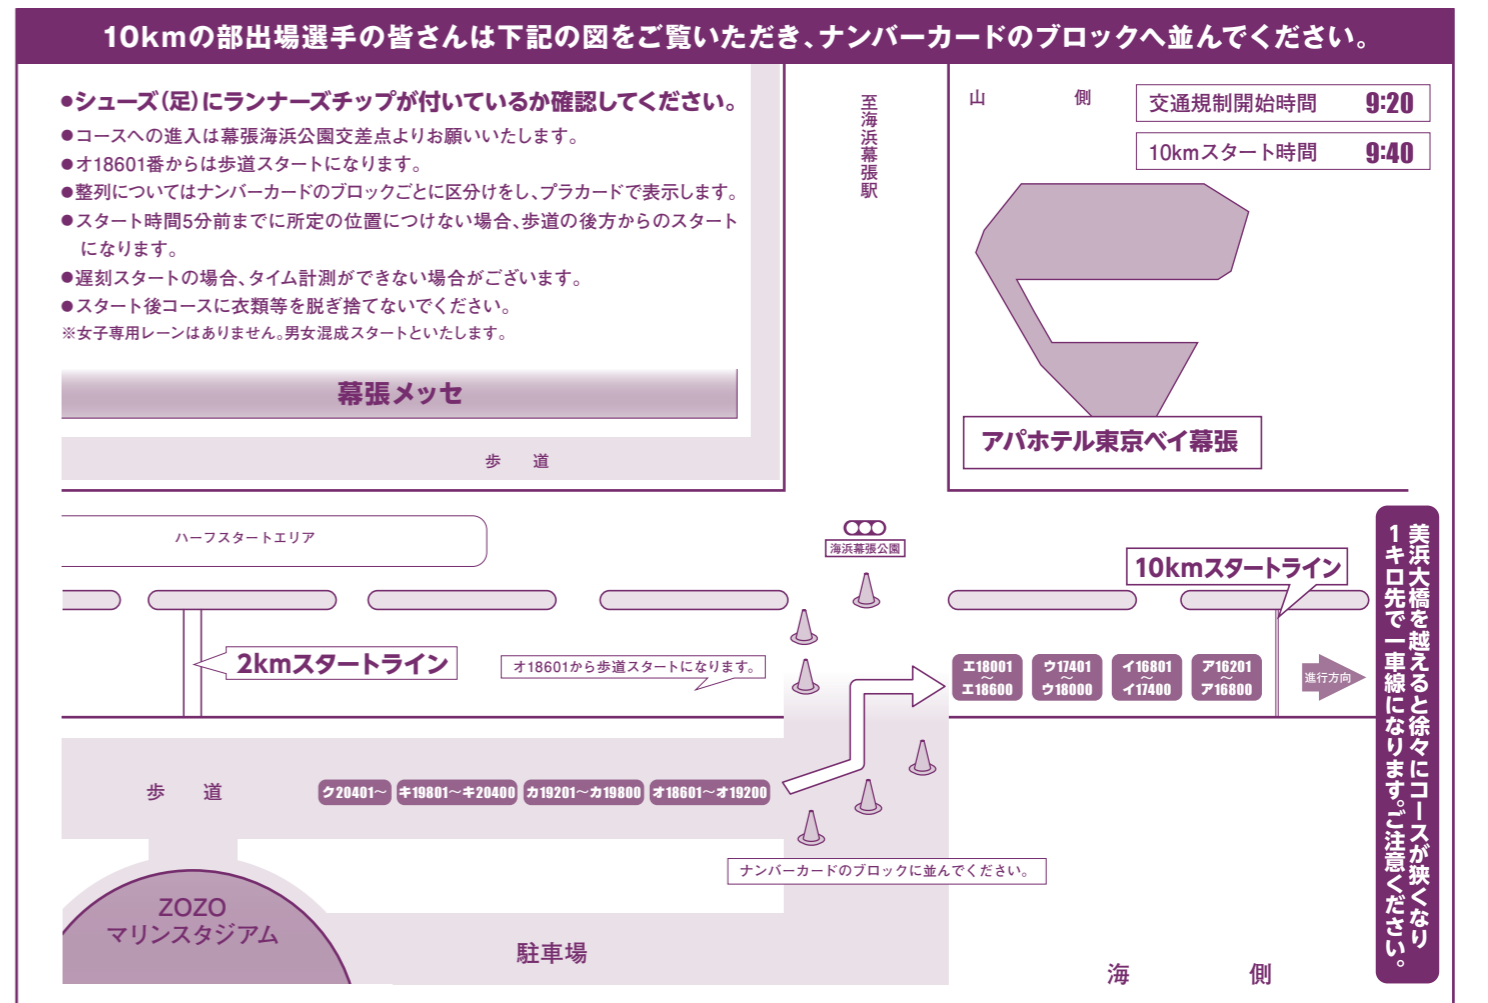 10kmの部出場選手の皆さんは下記の図をご覧いただき、ナンバーカードのブロックへ並んでください。
●シューズ(足)にランナーズチップが付いているか確認してください。
●コースへの進入は幕張海浜公園交差点よりお願いいたします。
●オ18601番からは歩道スタートになります。
●整列についてはナンバーカードのブロックごとに区分けをし、プラカードで表示します。
●スタート時間5分前までに所定の位置につけない場合、歩道の後方からのスタート
になります。
●遅刻スタートの場合、タイム計測ができない場合がございます。
●スタート後コースに衣類等を脱ぎ捨てないでください。
※女子専用レーンはありません。男女混成スタートといたします。
至海浜幕張駅
山 側
交通規制開始時間 9:20
10kmスタート時間 9:40
幕張メッセ
アパホテル東京ベイ幕張
歩 道
ハーフスタートエリア
海浜幕張公園
10kmスタートライン
2kmスタートライン
オ18601から歩道スタートになります。
エ18001
〜
エ18600
ウ17401
〜
ウ18000
イ16801
〜
イ17400
ア16201
〜
ア16800
進行方向
美浜大橋を越えると徐々にコースが狭くなり
1キロ先で一車線になります。ご注意ください。
歩 道
ク20401〜
キ19801〜キ20400
カ19201〜カ19800
オ18601〜オ19200
ナンバーカードのブロックに並んでください。
ZOZO
マリンスタジアム
駐車場
海 側